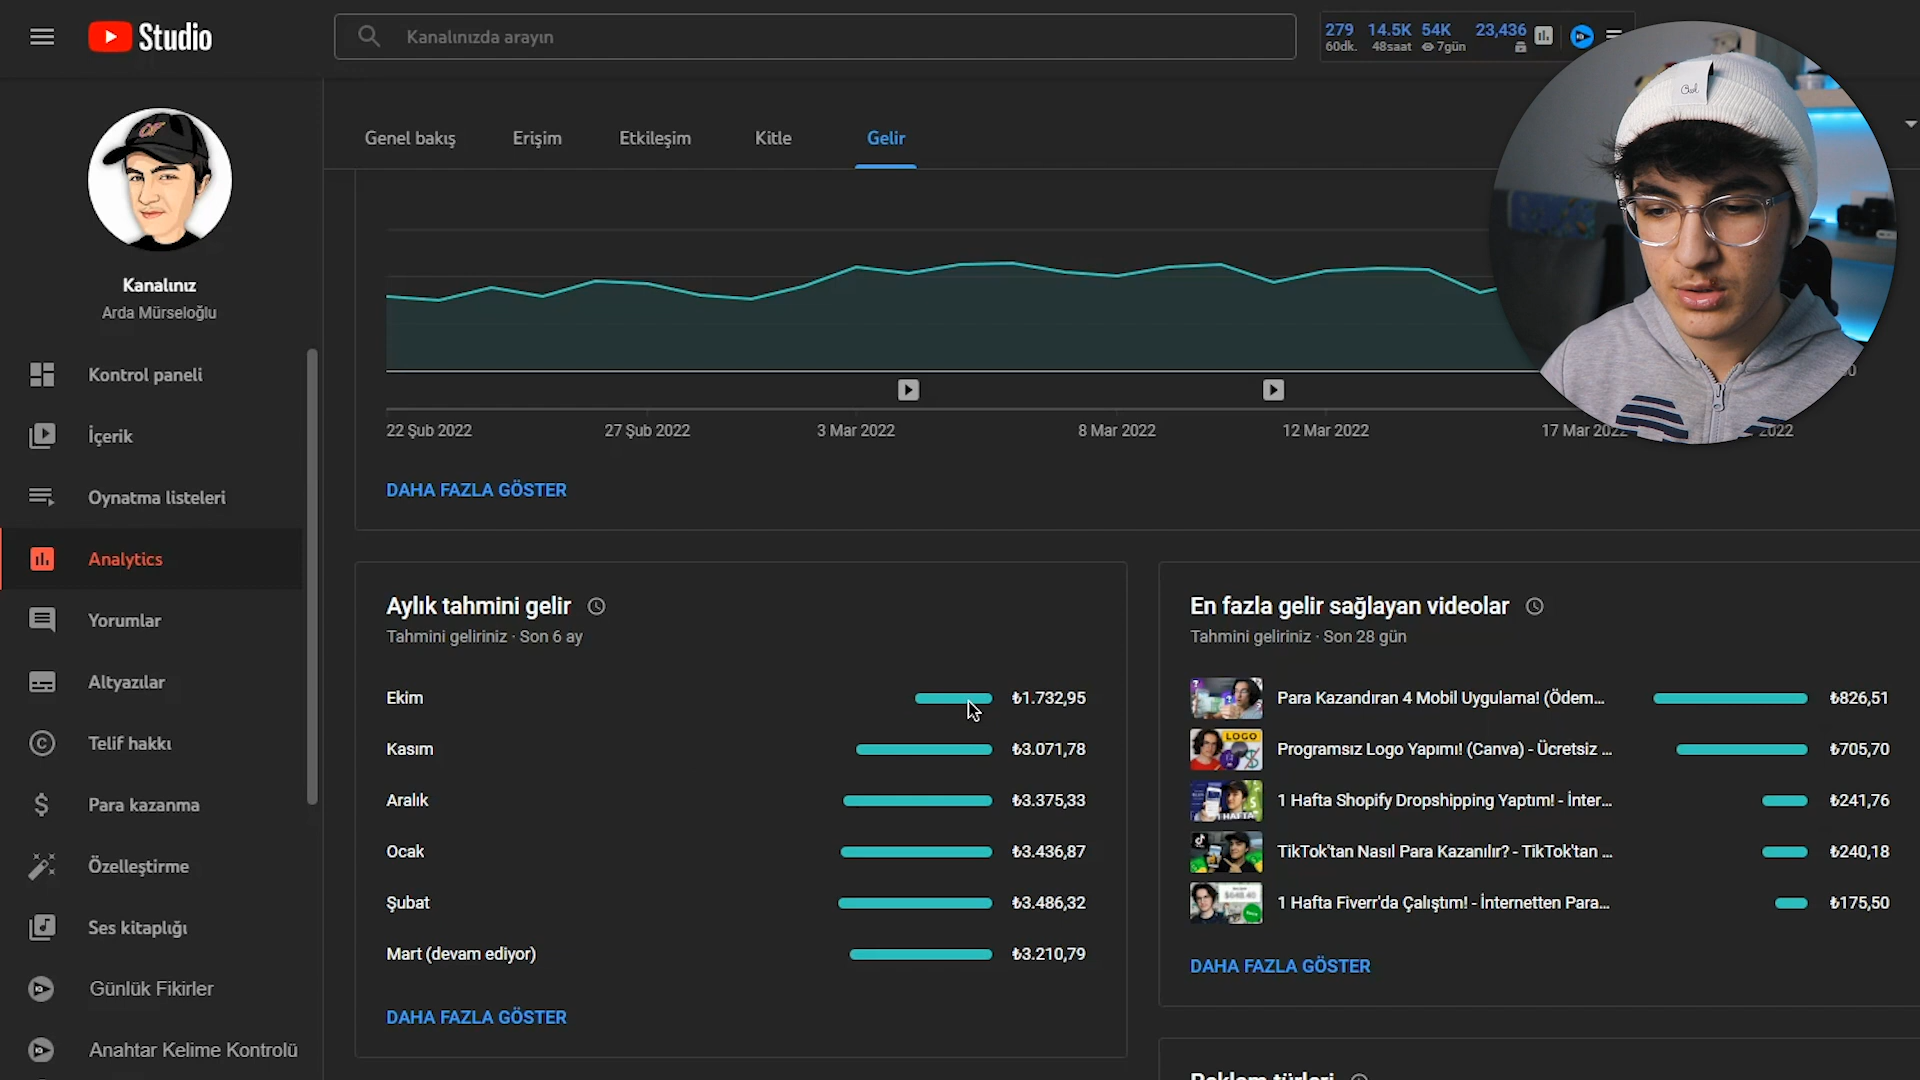 Studio
Kanalınızda arayın
279 14.5K 54K 23,436
60dk. 48saat 7gün
Kanalınız
Arda Mürseloğlu
Kontrol paneli
İçerik
Oynatma listeleri
Analytics
Yorumlar
Altyazılar
Telif hakkı
Para kazanma
Özelleştirme
Ses kitaplığı
Günlük Fikirler
Anahtar Kelime Kontrolü
Genel bakış Erişim Etkileşim Kitle Gelir
22 Şub 2022 27 Şub 2022 3 Mar 2022 8 Mar 2022 12 Mar 2022 17 Mar 2022 2022
DAHA FAZLA GÖSTER
Aylık tahmini gelir
Tahmini geliriniz · Son 6 ay
Ekim ₺1.732,95
Kasım ₺3.071,78
Aralık ₺3.375,33
Ocak ₺3.436,87
Şubat ₺3.486,32
Mart (devam ediyor) ₺3.210,79
DAHA FAZLA GÖSTER
En fazla gelir sağlayan videolar
Tahmini geliriniz · Son 28 gün
Para Kazandıran 4 Mobil Uygulama! (Ödem... ₺826,51
LOGO
Programsız Logo Yapımı! (Canva) - Ücretsiz ... ₺705,70
1 Hafta Shopify Dropshipping Yaptım! - İnter... ₺241,76
TikTok'tan Nasıl Para Kazanılır? - TikTok'tan ... ₺240,18
1 Hafta Fiverr'da Çalıştım! - İnternetten Para... ₺175,50
DAHA FAZLA GÖSTER
Reklam türleri